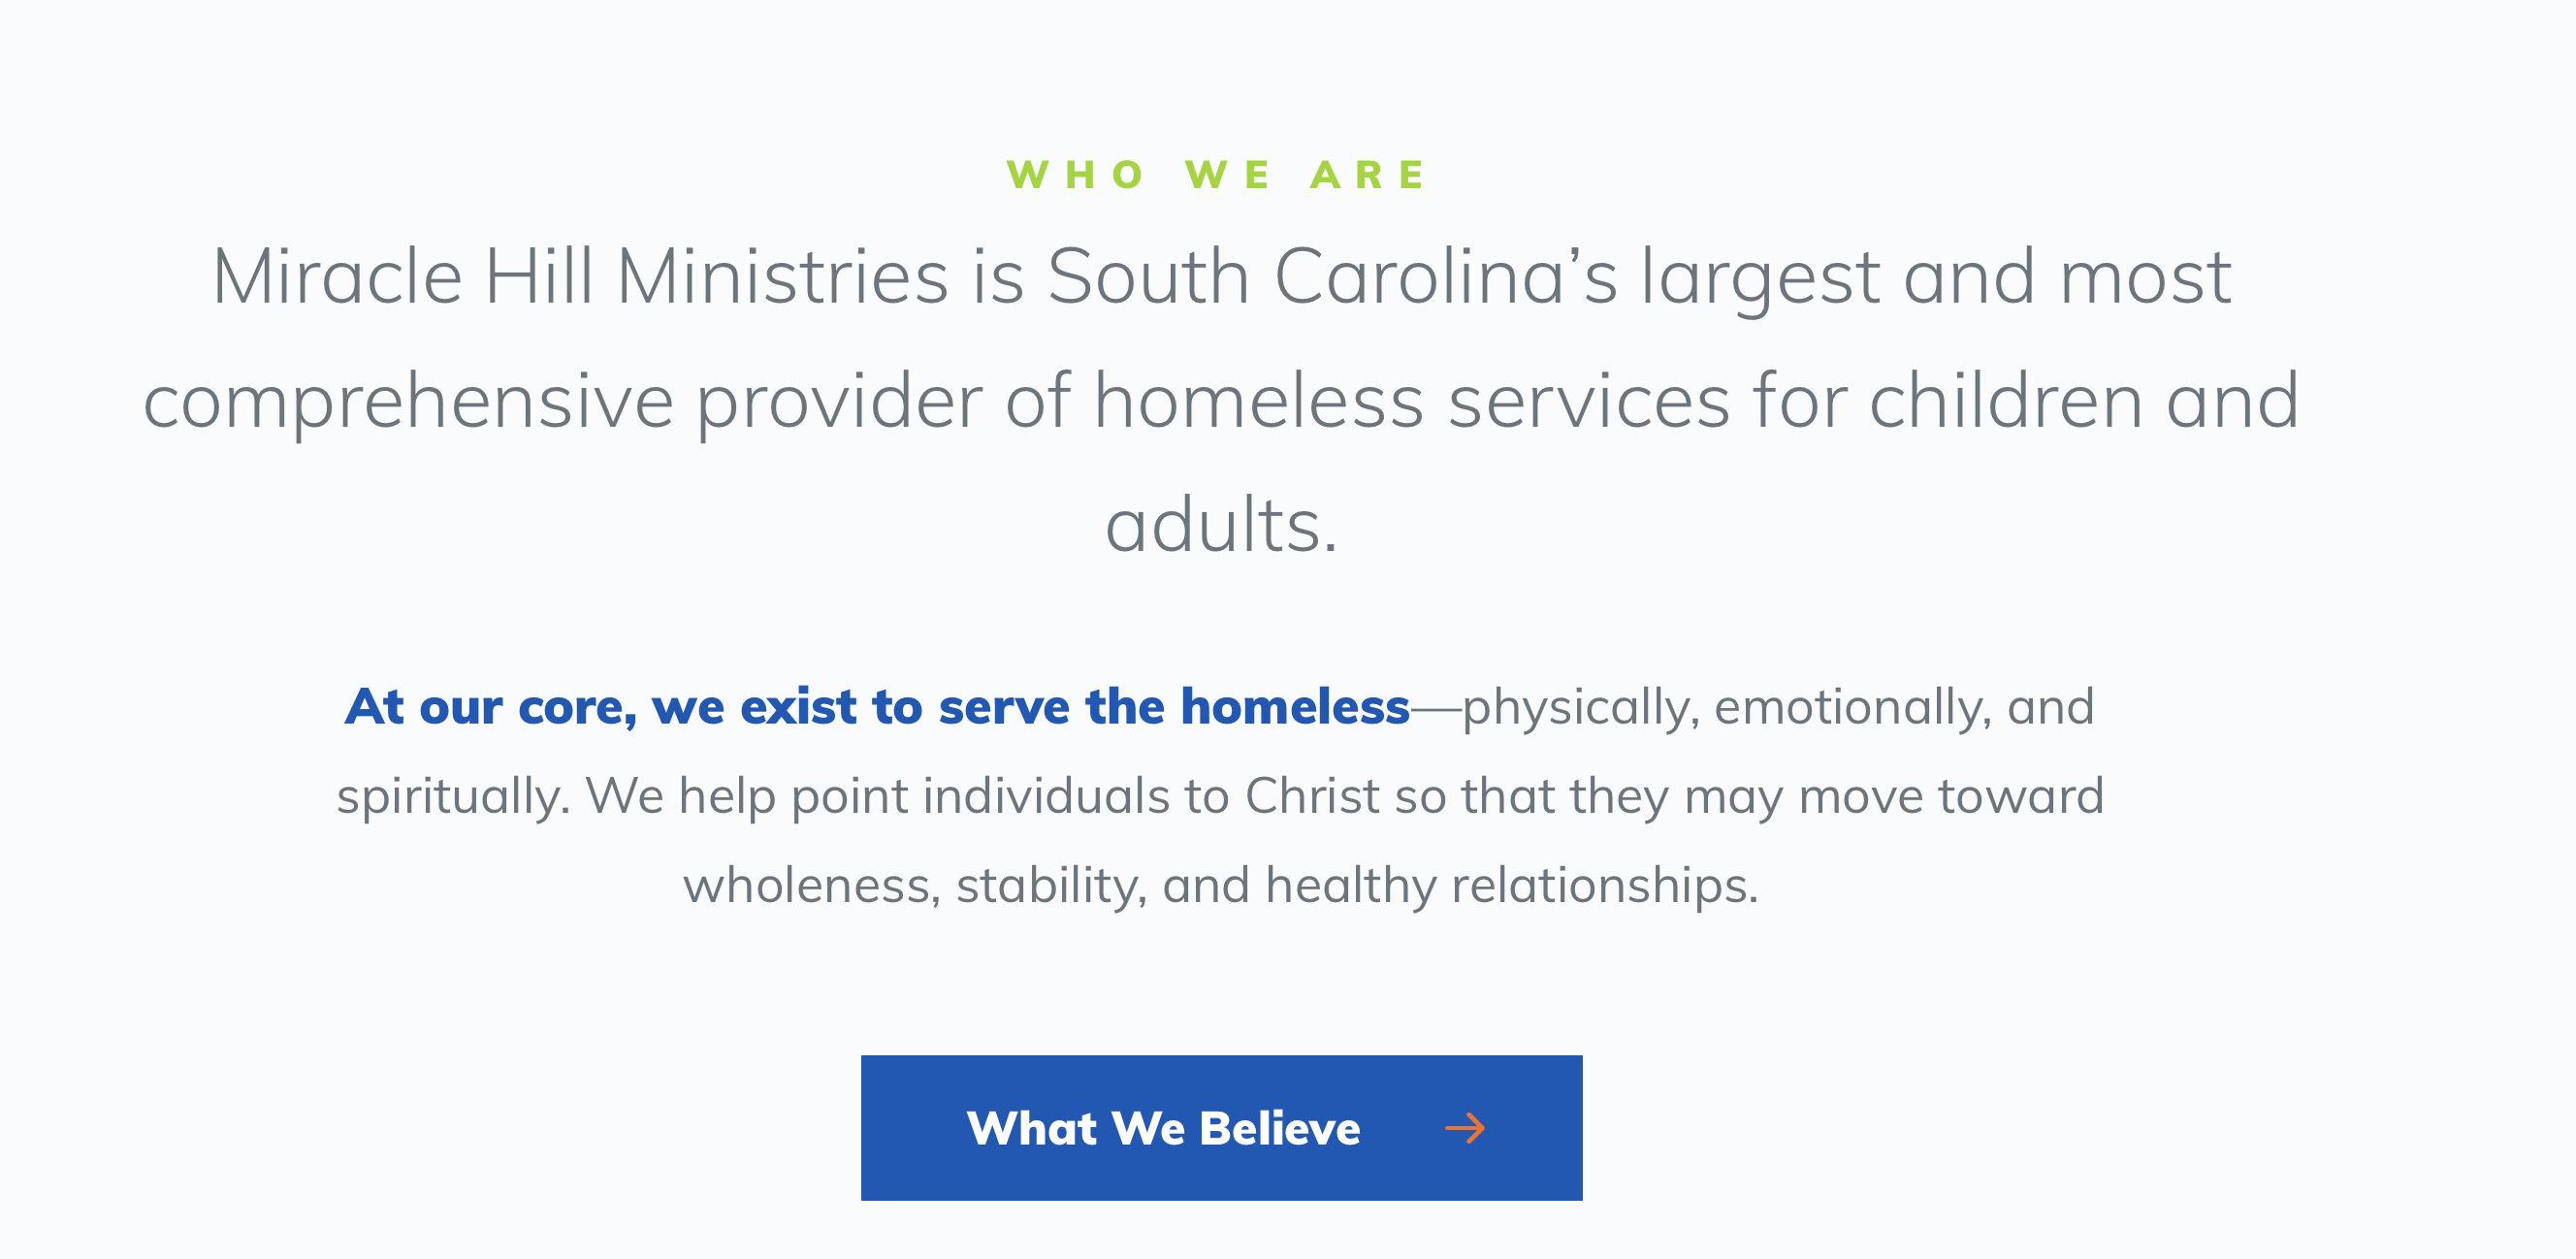 WHO WE ARE
Miracle Hill Ministries is South Carolina’s largest and most
comprehensive provider of homeless services for children and
adults.
At our core, we exist to serve the homeless—physically, emotionally, and
spiritually. We help point individuals to Christ so that they may move toward
wholeness, stability, and healthy relationships.
What We Believe →